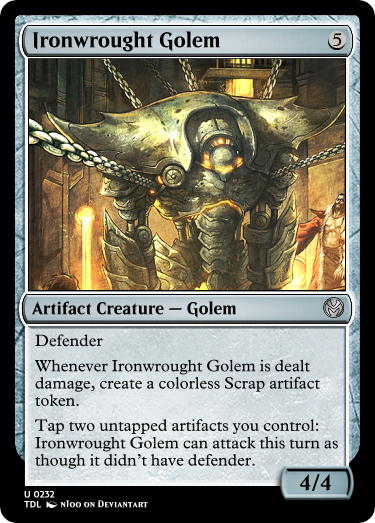 Ironwrought Golem 5
Artifact Creature — Golem
Defender
Whenever Ironwrought Golem is dealt
damage, create a colorless Scrap artifact
token.
Tap two untapped artifacts you control:
Ironwrought Golem can attack this turn as
though it didn't have defender.
4/4
U 0232
TDL NJoo on Deviantart